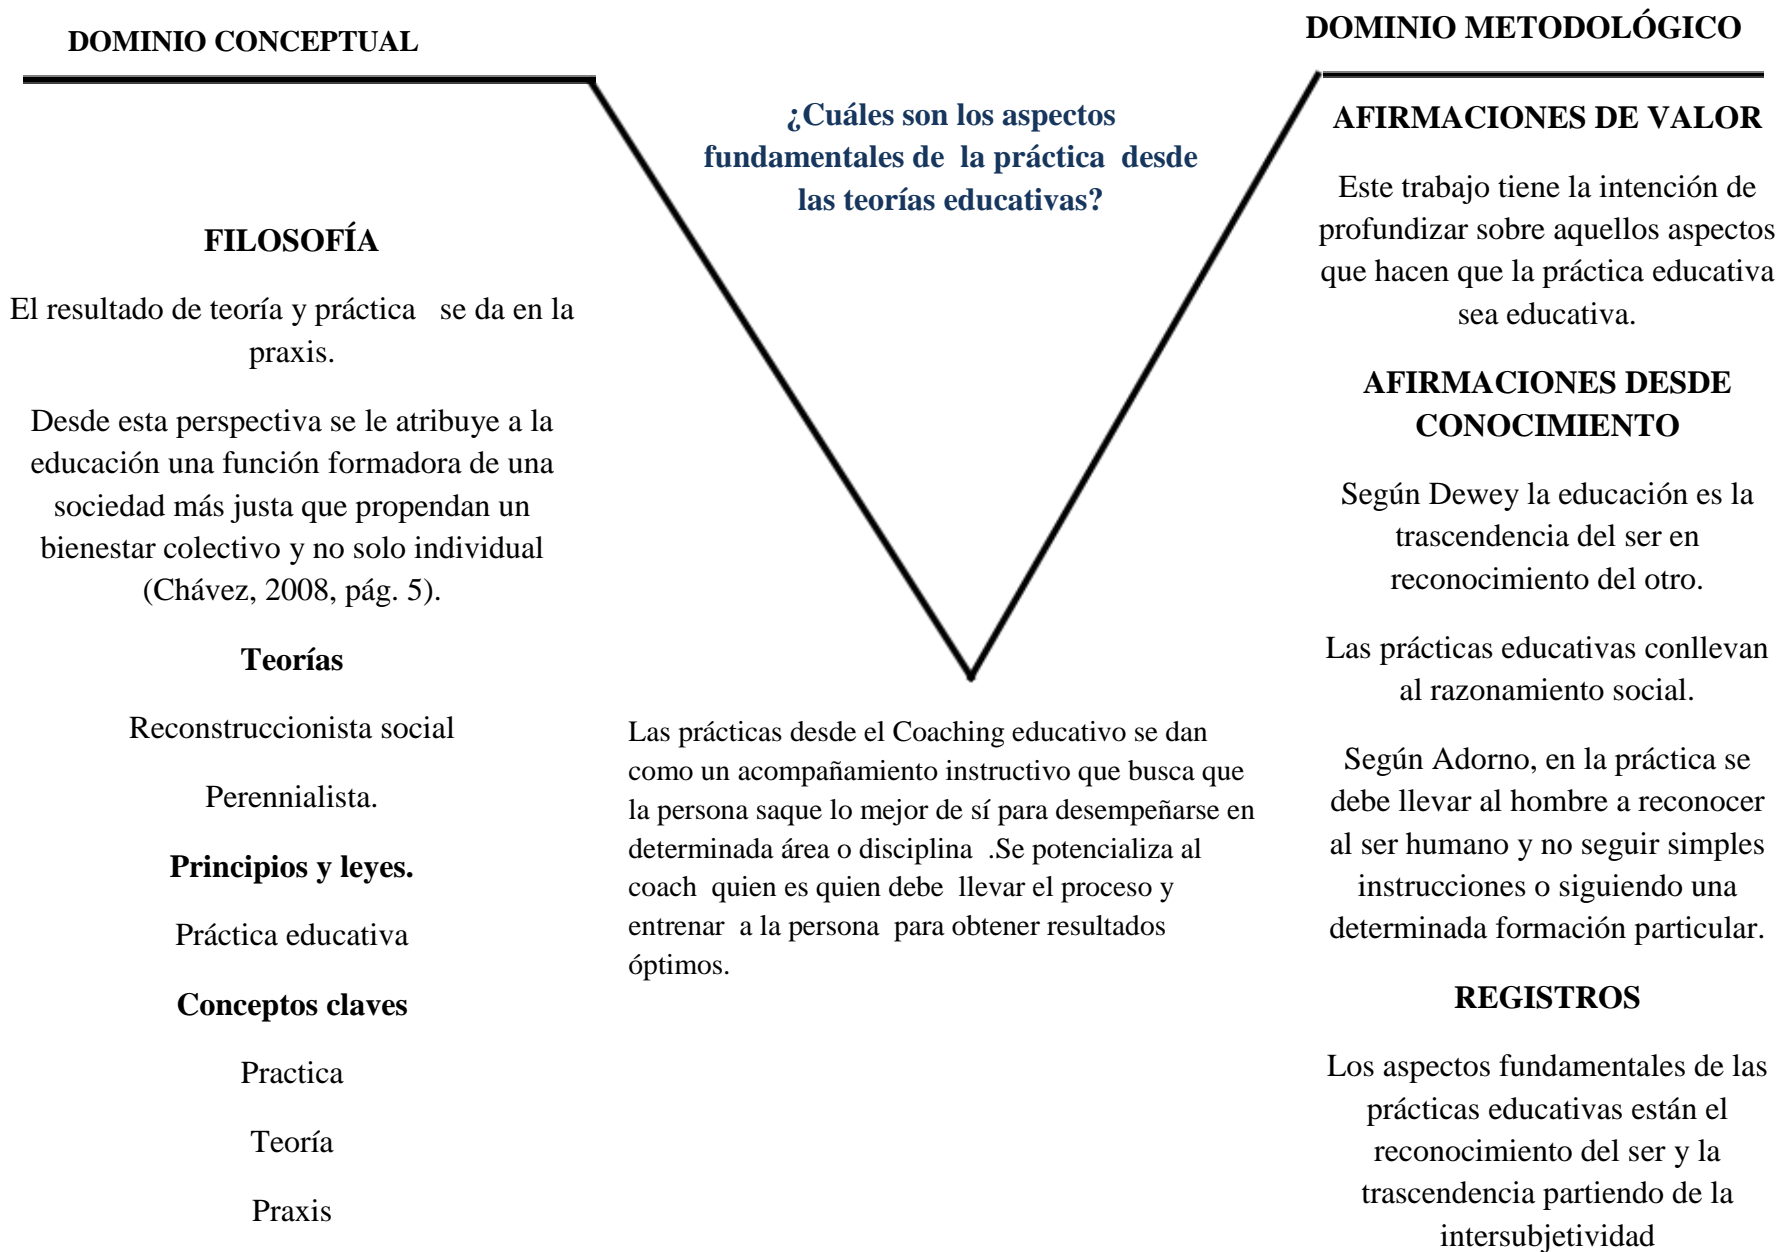 DOMINIO CONCEPTUAL
FILOSOFÍA
El resultado de teoría y práctica   se da en la
praxis.
Desde esta perspectiva se le atribuye a la
educación una función formadora de una
sociedad más justa que propendan un
bienestar colectivo y no solo individual
(Chávez, 2008, pág. 5).
Teorías
Reconstruccionista social
Perennialista.
Principios y leyes.
Práctica educativa
Conceptos claves
Practica
Teoría
Praxis
¿Cuáles son los aspectos
fundamentales de  la práctica  desde
las teorías educativas?
Las prácticas desde el Coaching educativo se dan
como un acompañamiento instructivo que busca que
la persona saque lo mejor de sí para desempeñarse en
determinada área o disciplina  .Se potencializa al
coach  quien es quien debe  llevar el proceso y
entrenar  a la persona  para obtener resultados
óptimos.
DOMINIO METODOLÓGICO
AFIRMACIONES DE VALOR
Este trabajo tiene la intención de
profundizar sobre aquellos aspectos
que hacen que la práctica educativa
sea educativa.
AFIRMACIONES DESDE
CONOCIMIENTO
Según Dewey la educación es la
trascendencia del ser en
reconocimiento del otro.
Las prácticas educativas conllevan
al razonamiento social.
Según Adorno, en la práctica se
debe llevar al hombre a reconocer
al ser humano y no seguir simples
instrucciones o siguiendo una
determinada formación particular.
REGISTROS
Los aspectos fundamentales de las
prácticas educativas están el
reconocimiento del ser y la
trascendencia partiendo de la
intersubjetividad